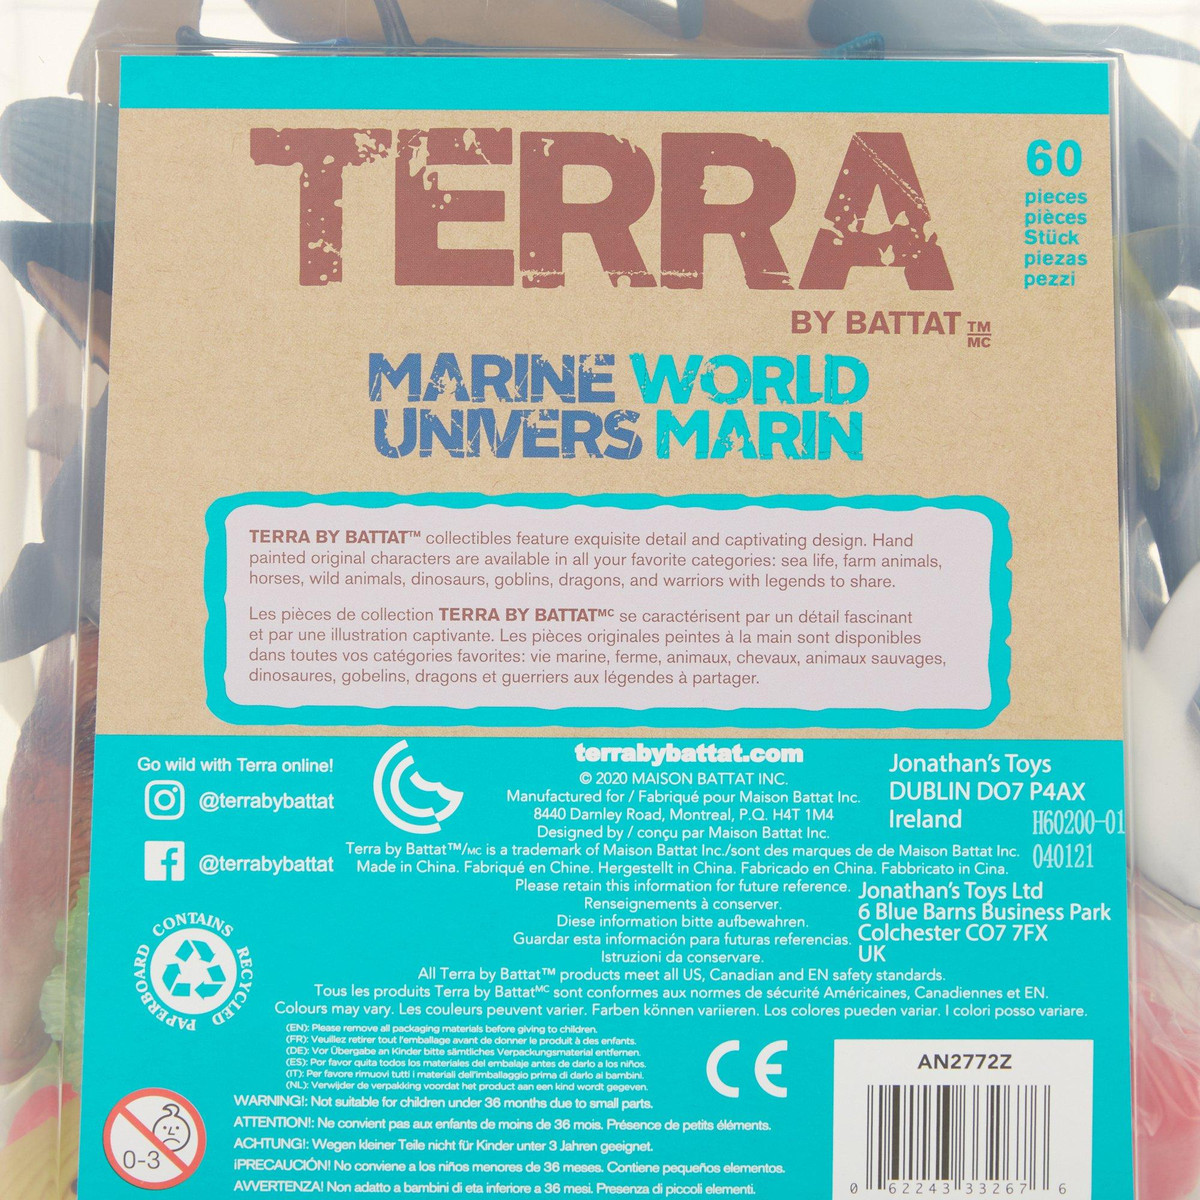 TERRA
BY BATTAT TM MC
60
pieces
pièces
Stück
piezas
pezzi
MARINE WORLD
UNIVERS MARIN
TERRA BY BATTAT™ collectibles feature exquisite detail and captivating design. Hand
painted original characters are available in all your favorite categories: sea life, farm animals,
horses, wild animals, dinosaurs, goblins, dragons, and warriors with legends to share.
Les pièces de collection TERRA BY BATTATMC se caractérisent par un détail fascinant
et par une illustration captivante. Les pièces originales peintes à la main sont disponibles
dans toutes vos catégories favorites: vie marine, ferme, animaux, chevaux, animaux sauvages,
dinosaures, gobelins, dragons et guerriers aux légendes à partager.
Go wild with Terra online!
@terrabybattat
@terrabybattat
CONTAINS RECYCLED PAPERBOARD
terrabybattat.com
© 2020 MAISON BATTAT INC.
Manufactured for / Fabriqué pour Maison Battat Inc.
8440 Darnley Road, Montreal, P.Q. H4T 1M4
Designed by / conçu par Maison Battat Inc.
Terra by Battat™/MC is a trademark of Maison Battat Inc./sont des marques de de Maison Battat Inc.
Made in China. Fabriqué en Chine. Hergestellt in China. Fabricado en China. Fabbricato in Cina.
Please retain this information for future reference.
Renseignements à conserver.
Diese information bitte aufbewahren.
Guardar esta información para futuras referencias.
Istruzioni da conservare.
Jonathan's Toys
DUBLIN DO7 P4AX
Ireland
H60200-01
040121
Jonathan's Toys Ltd
6 Blue Barns Business Park
Colchester CO7 7FX
UK
All Terra by Battat™ products meet all US, Canadian and EN safety standards.
Tous les produits Terra by BattatMC sont conformes aux normes de sécurité Américaines, Canadiennes et EN.
Colours may vary. Les couleurs peuvent varier. Farben können variieren. Los colores pueden variar. I colori posso variare.
(EN): Please remove all packaging materials before giving to children.
(FR): Veuillez retirer tout l'emballage avant de donner le produit à des enfants.
(DE): Vor Übergabe an Kinder bitte sämtliches Verpackungsmaterial entfernen.
(ES): Por favor quita todos los materiales del embalaje antes de darlo a los niños.
(IT): Per favore rimuovi tutti i materiali dell'imballaggio prima di darlo ai bambini.
(NL): Verwijder de verpakking voordat het product aan een kind wordt gegeven.
WARNING!: Not suitable for children under 36 months due to small parts.
ATTENTION!: Ne convient pas aux enfants de moins de 36 mois. Présence de petits éléments.
ACHTUNG!: Wegen kleiner Teile nicht für Kinder unter 3 Jahren geeignet.
¡PRECAUCIÓN! No conviene a los niños menores de 36 meses. Contiene pequeños elementos.
AVVERTENZA! Non adatto a bambini di eta inferiore a 36 mesi. Presenza di piccoli elementi.
0-3
CE
AN2772Z
0 62243 33267 6